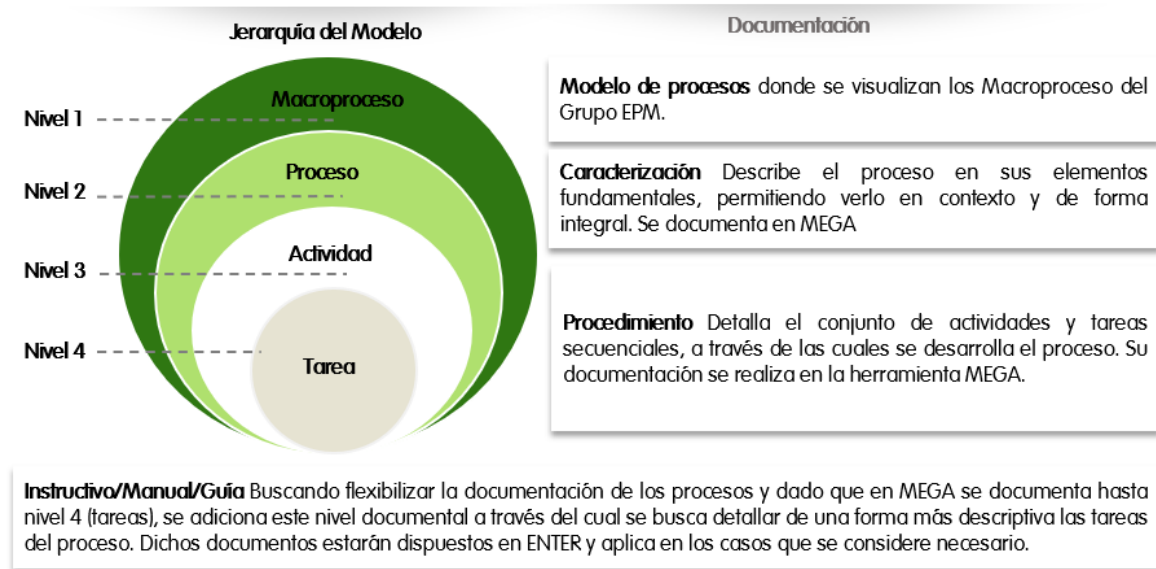 Jerarquía del Modelo
Documentación
Macroproceso
Nivel 1
Proceso
Nivel 2
Actividad
Nivel 3
Nivel 4
Tarea
Modelo de procesos donde se visualizan los Macroproceso del
Grupo EPM.
Caracterización Describe el proceso en sus elementos
fundamentales, permitiendo verlo en contexto y de forma
integral. Se documenta en MEGA
Procedimiento Detalla el conjunto de actividades y tareas
secuenciales, a través de las cuales se desarrolla el proceso. Su
documentación se realiza en la herramienta MEGA.
Instructivo/Manual/Guía Buscando flexibilizar la documentación de los procesos y dado que en MEGA se documenta hasta
nivel 4 (tareas), se adiciona este nivel documental a través del cual se busca detallar de una forma más descriptiva las tareas
del proceso. Dichos documentos estarán dispuestos en ENTER y aplica en los casos que se considere necesario.